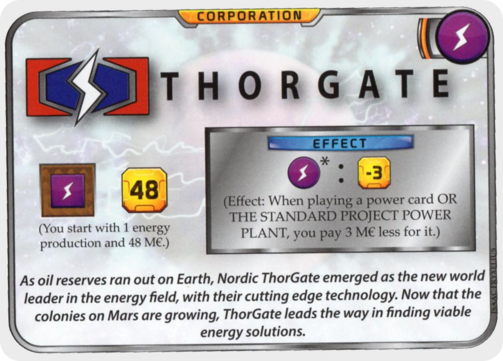 CORPORATION
THORGATE
EFFECT
* : -3
48
(Effect: When playing a power card OR
THE STANDARD PROJECT POWER
PLANT, you pay 3 M€ less for it.)
(You start with 1 energy
production and 48 M€.)
As oil reserves ran out on Earth, Nordic ThorGate emerged as the new world
leader in the energy field, with their cutting edge technology. Now that the
colonies on Mars are growing, ThorGate leads the way in finding viable
energy solutions.